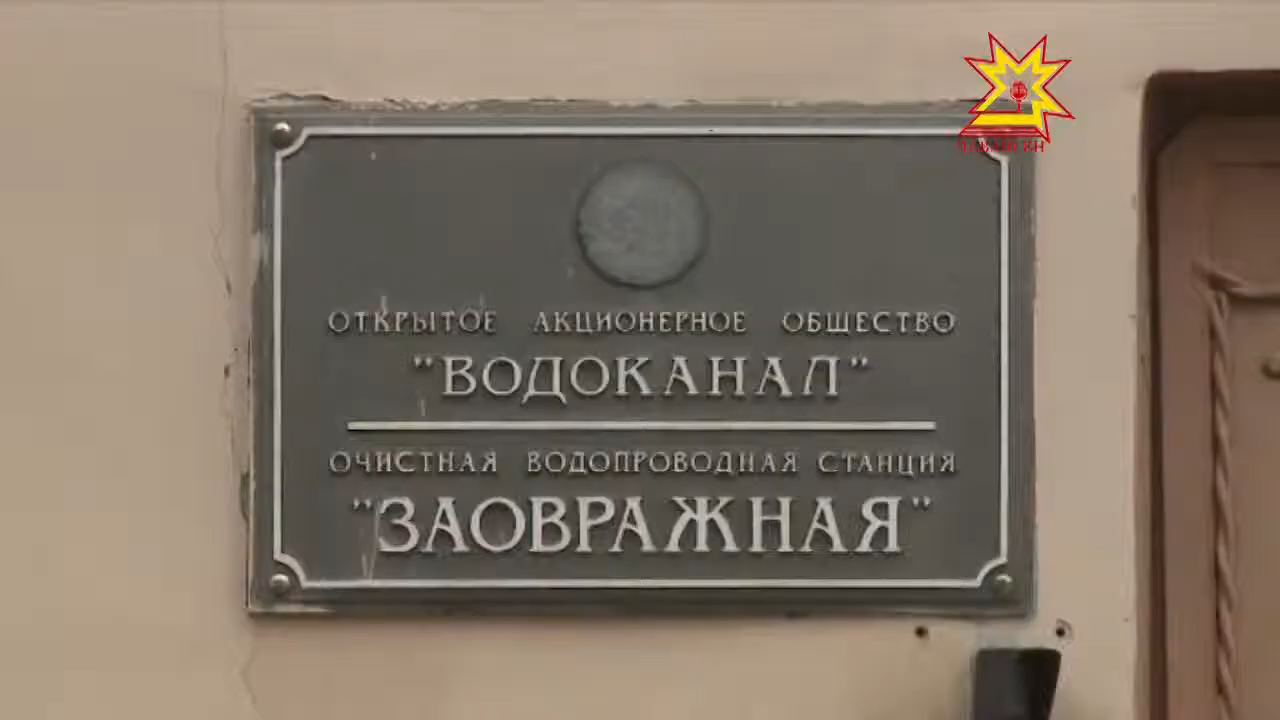 ОТКРЫТОЕ АКЦИОНЕРНОЕ ОБЩЕСТВО
"ВОДОКАНАЛ"
ОЧИСТНАЯ ВОДОПРОВОДНАЯ СТАНЦИЯ
"ЗАОВРАЖНАЯ"